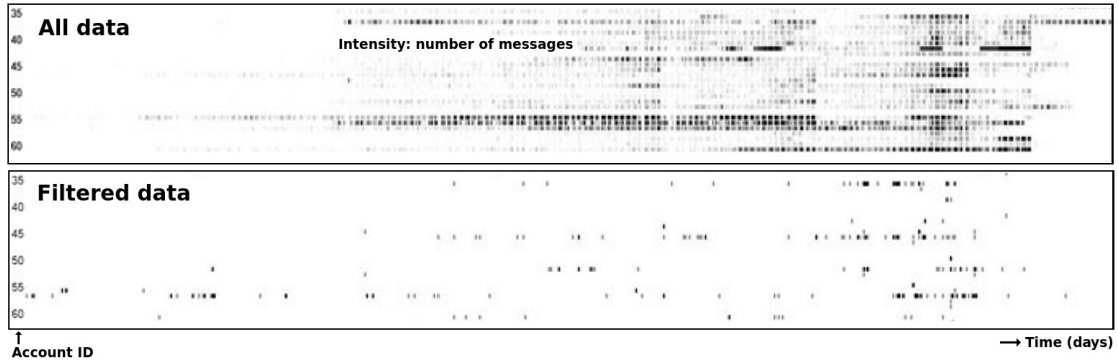 35
All data
40
Intensity: number of messages
45
50
55
60
35
Filtered data
40
45
50
55
60
Account ID
Time (days)